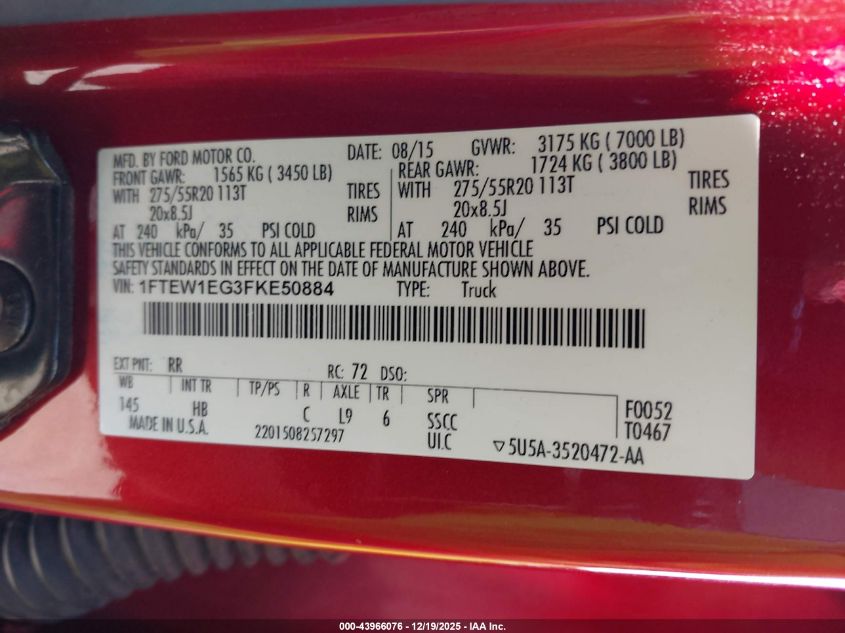 MFD. BY FORD MOTOR CO. DATE: 08/15 GVWR: 3175 KG ( 7000 LB)
FRONT GAWR: 1565 KG ( 3450 LB) REAR GAWR: 1724 KG ( 3800 LB)
WITH 275/55R20 113T TIRES WITH 275/55R20 113T TIRES
20x8.5J RIMS 20x8.5J RIMS
AT 240 kPa/ 35 PSI COLD AT 240 kPa/ 35 PSI COLD
THIS VEHICLE CONFORMS TO ALL APPLICABLE FEDERAL MOTOR VEHICLE
SAFETY STANDARDS IN EFFECT ON THE DATE OF MANUFACTURE SHOWN ABOVE.
VIN: 1FTEW1EG3FKE50884 TYPE: Truck
EXT PNT: RR RC: 72 DSO:
WB INT TR TP/PS R AXLE TR SPR
145 HB C L9 6 SSCC F0052
MADE IN U.S.A. 2201508257297 UI.C T0467
5U5A-3520472-AA
000-43966076 | 12/19/2025 | IAA Inc.